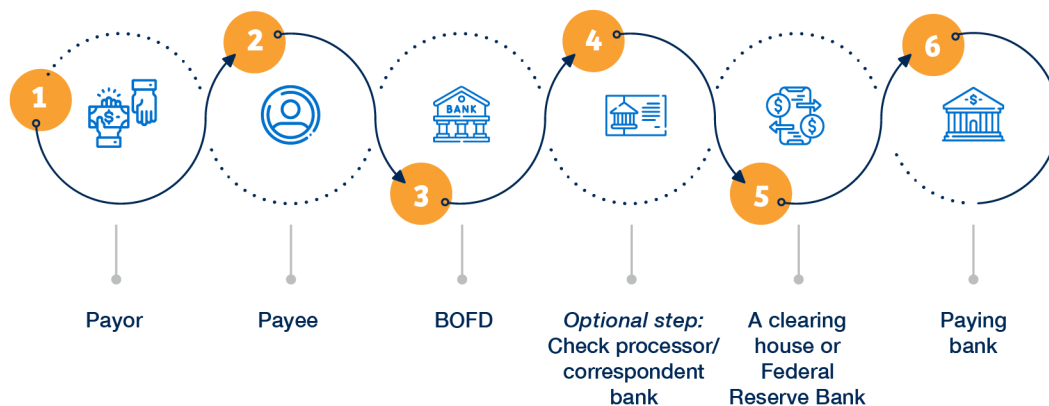 1
2
3
4
5
6
$
BANK
$
$
-$-
Payor
Payee
BOFD
Optional step:
Check processor/
correspondent
bank
A clearing
house or
Federal
Reserve Bank
Paying
bank